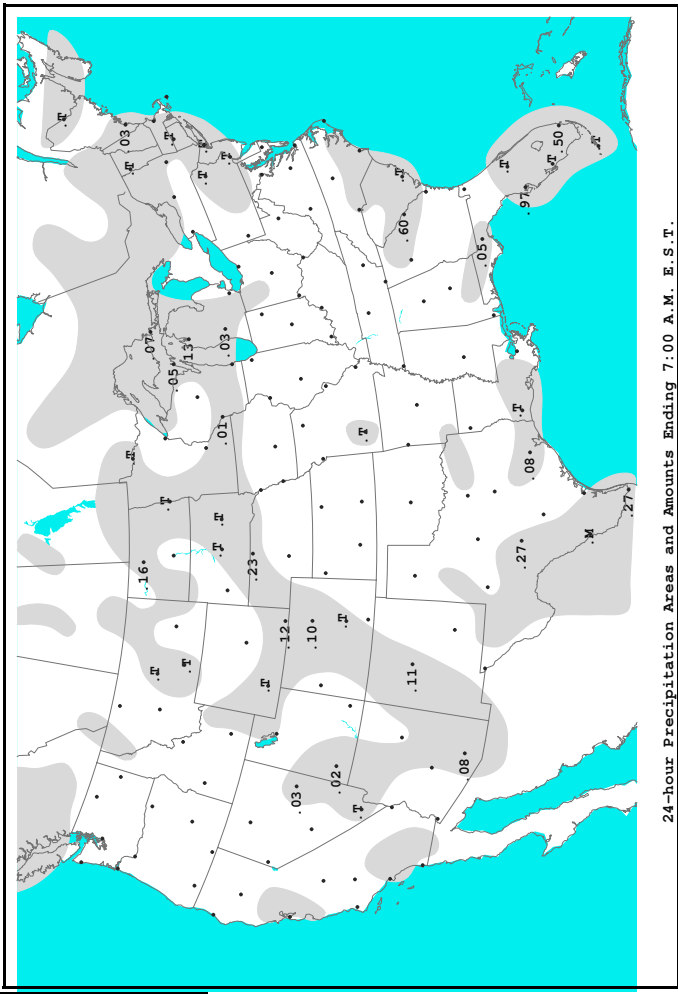 T
.03
T
T
.16
.07
T
T
T
.05
T
.13
.03
T
T
T
.01
T
.23
T
.12
.03
.10
.02
T
T
T
T
.60
.11
.08
.05
T
T
.27
.97
.08
T
.50
M
T
.27
24-hour Precipitation Areas and Amounts Ending 7:00 A.M. E.S.T.